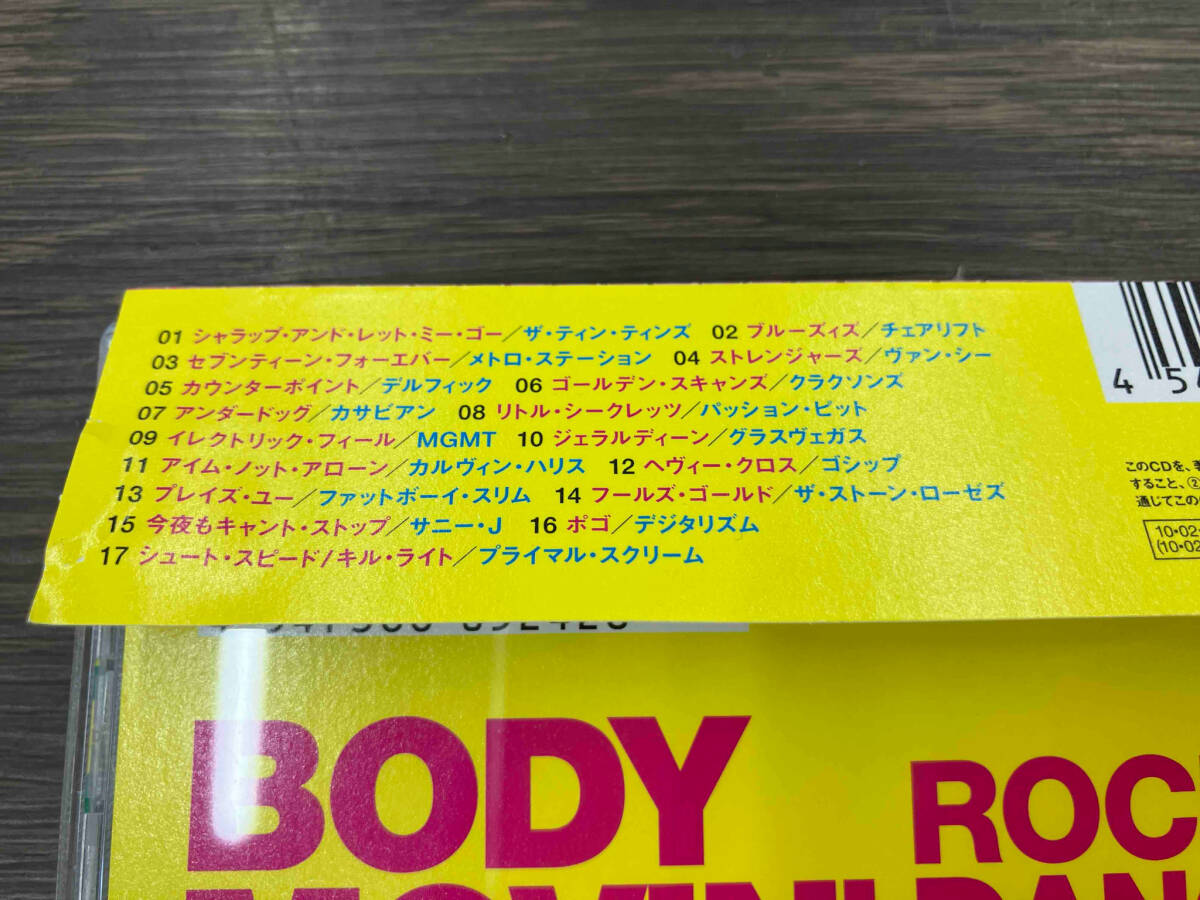 01 シャラップ・アンド・レット・ミー・ゴー/ザ・ティン・ティンズ 02 ブルーズィズ/チェアリフト
03 セブンティーン・フォーエバー/メトロ・ステーション 04 ストレンジャーズ/ヴァン・シー
05 カウンターポイント/デルフィック 06 ゴールデン・スキャンズ/クラクソンズ
07 アンダードッグ/カサビアン 08 リトル・シークレッツ/パッション・ピット
09 イレクトリック・フィール/MGMT 10 ジェラルディーン/グラスヴェガス
11 アイム・ノット・アローン/カルヴィン・ハリス 12 ヘヴィー・クロス/ゴシップ
13 プレイズ・ユー/ファットボーイ・スリム 14 フールズ・ゴールド/ザ・ストーン・ローゼズ
15 今夜もキャント・ストップ/サニー・J 16 ポゴ/デジタリズム
17 シュート・スピード/キル・ライト/プライマル・スクリーム
4 54
このCDを、
すること、②
通じてこの
10・02
(10・02
BODY ROC